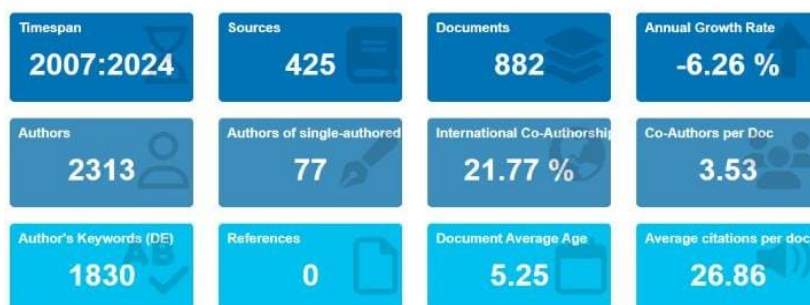 Timespan
2007:2024
Sources
425
Documents
882
Annual Growth Rate
-6.26 %
Authors
2313
Authors of single-authored
77
International Co-Authorship
21.77 %
Co-Authors per Doc
3.53
Author's Keywords (DE)
1830
References
0
Document Average Age
5.25
Average citations per doc
26.86